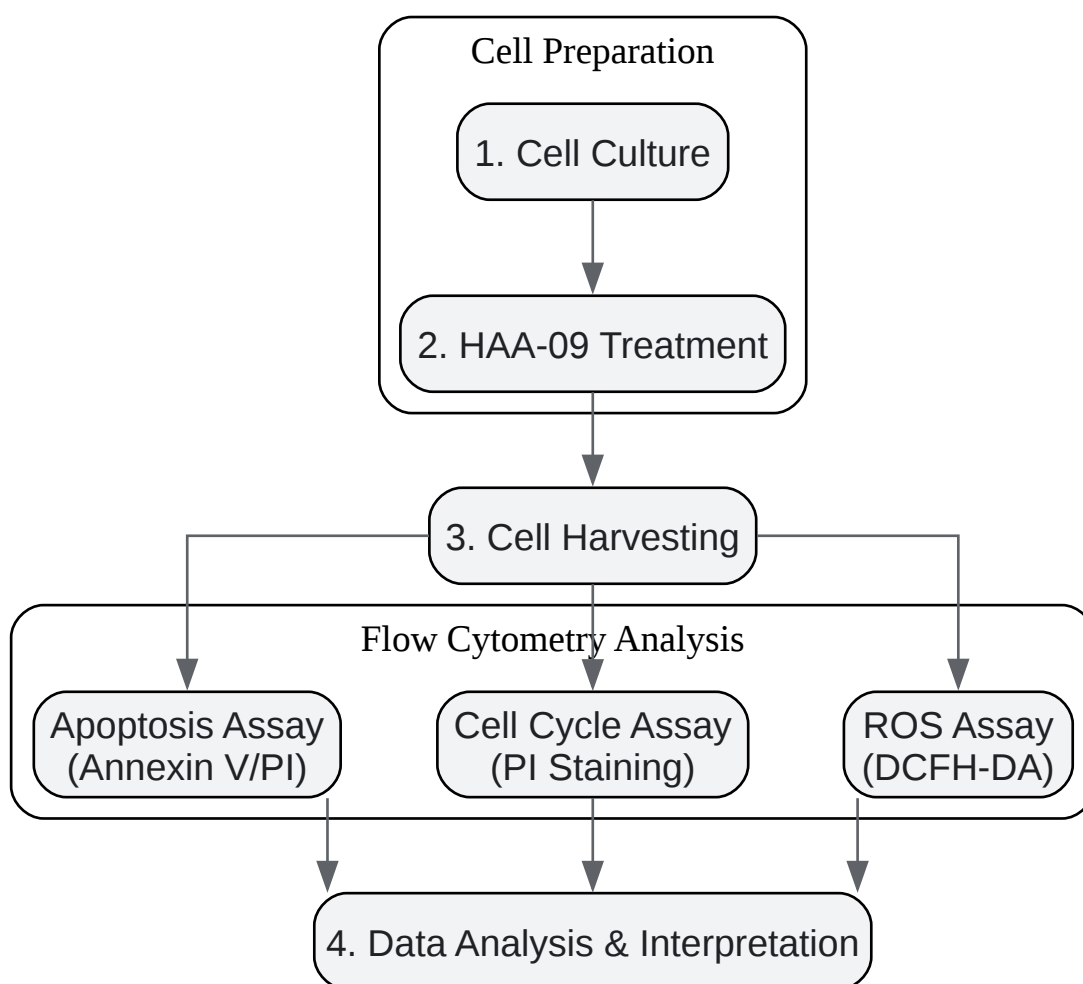 Cell Preparation
1. Cell Culture
2. HAA-09 Treatment
3. Cell Harvesting
Flow Cytometry Analysis
Apoptosis Assay
(Annexin V/PI)
Cell Cycle Assay
(PI Staining)
ROS Assay
(DCFH-DA)
4. Data Analysis & Interpretation